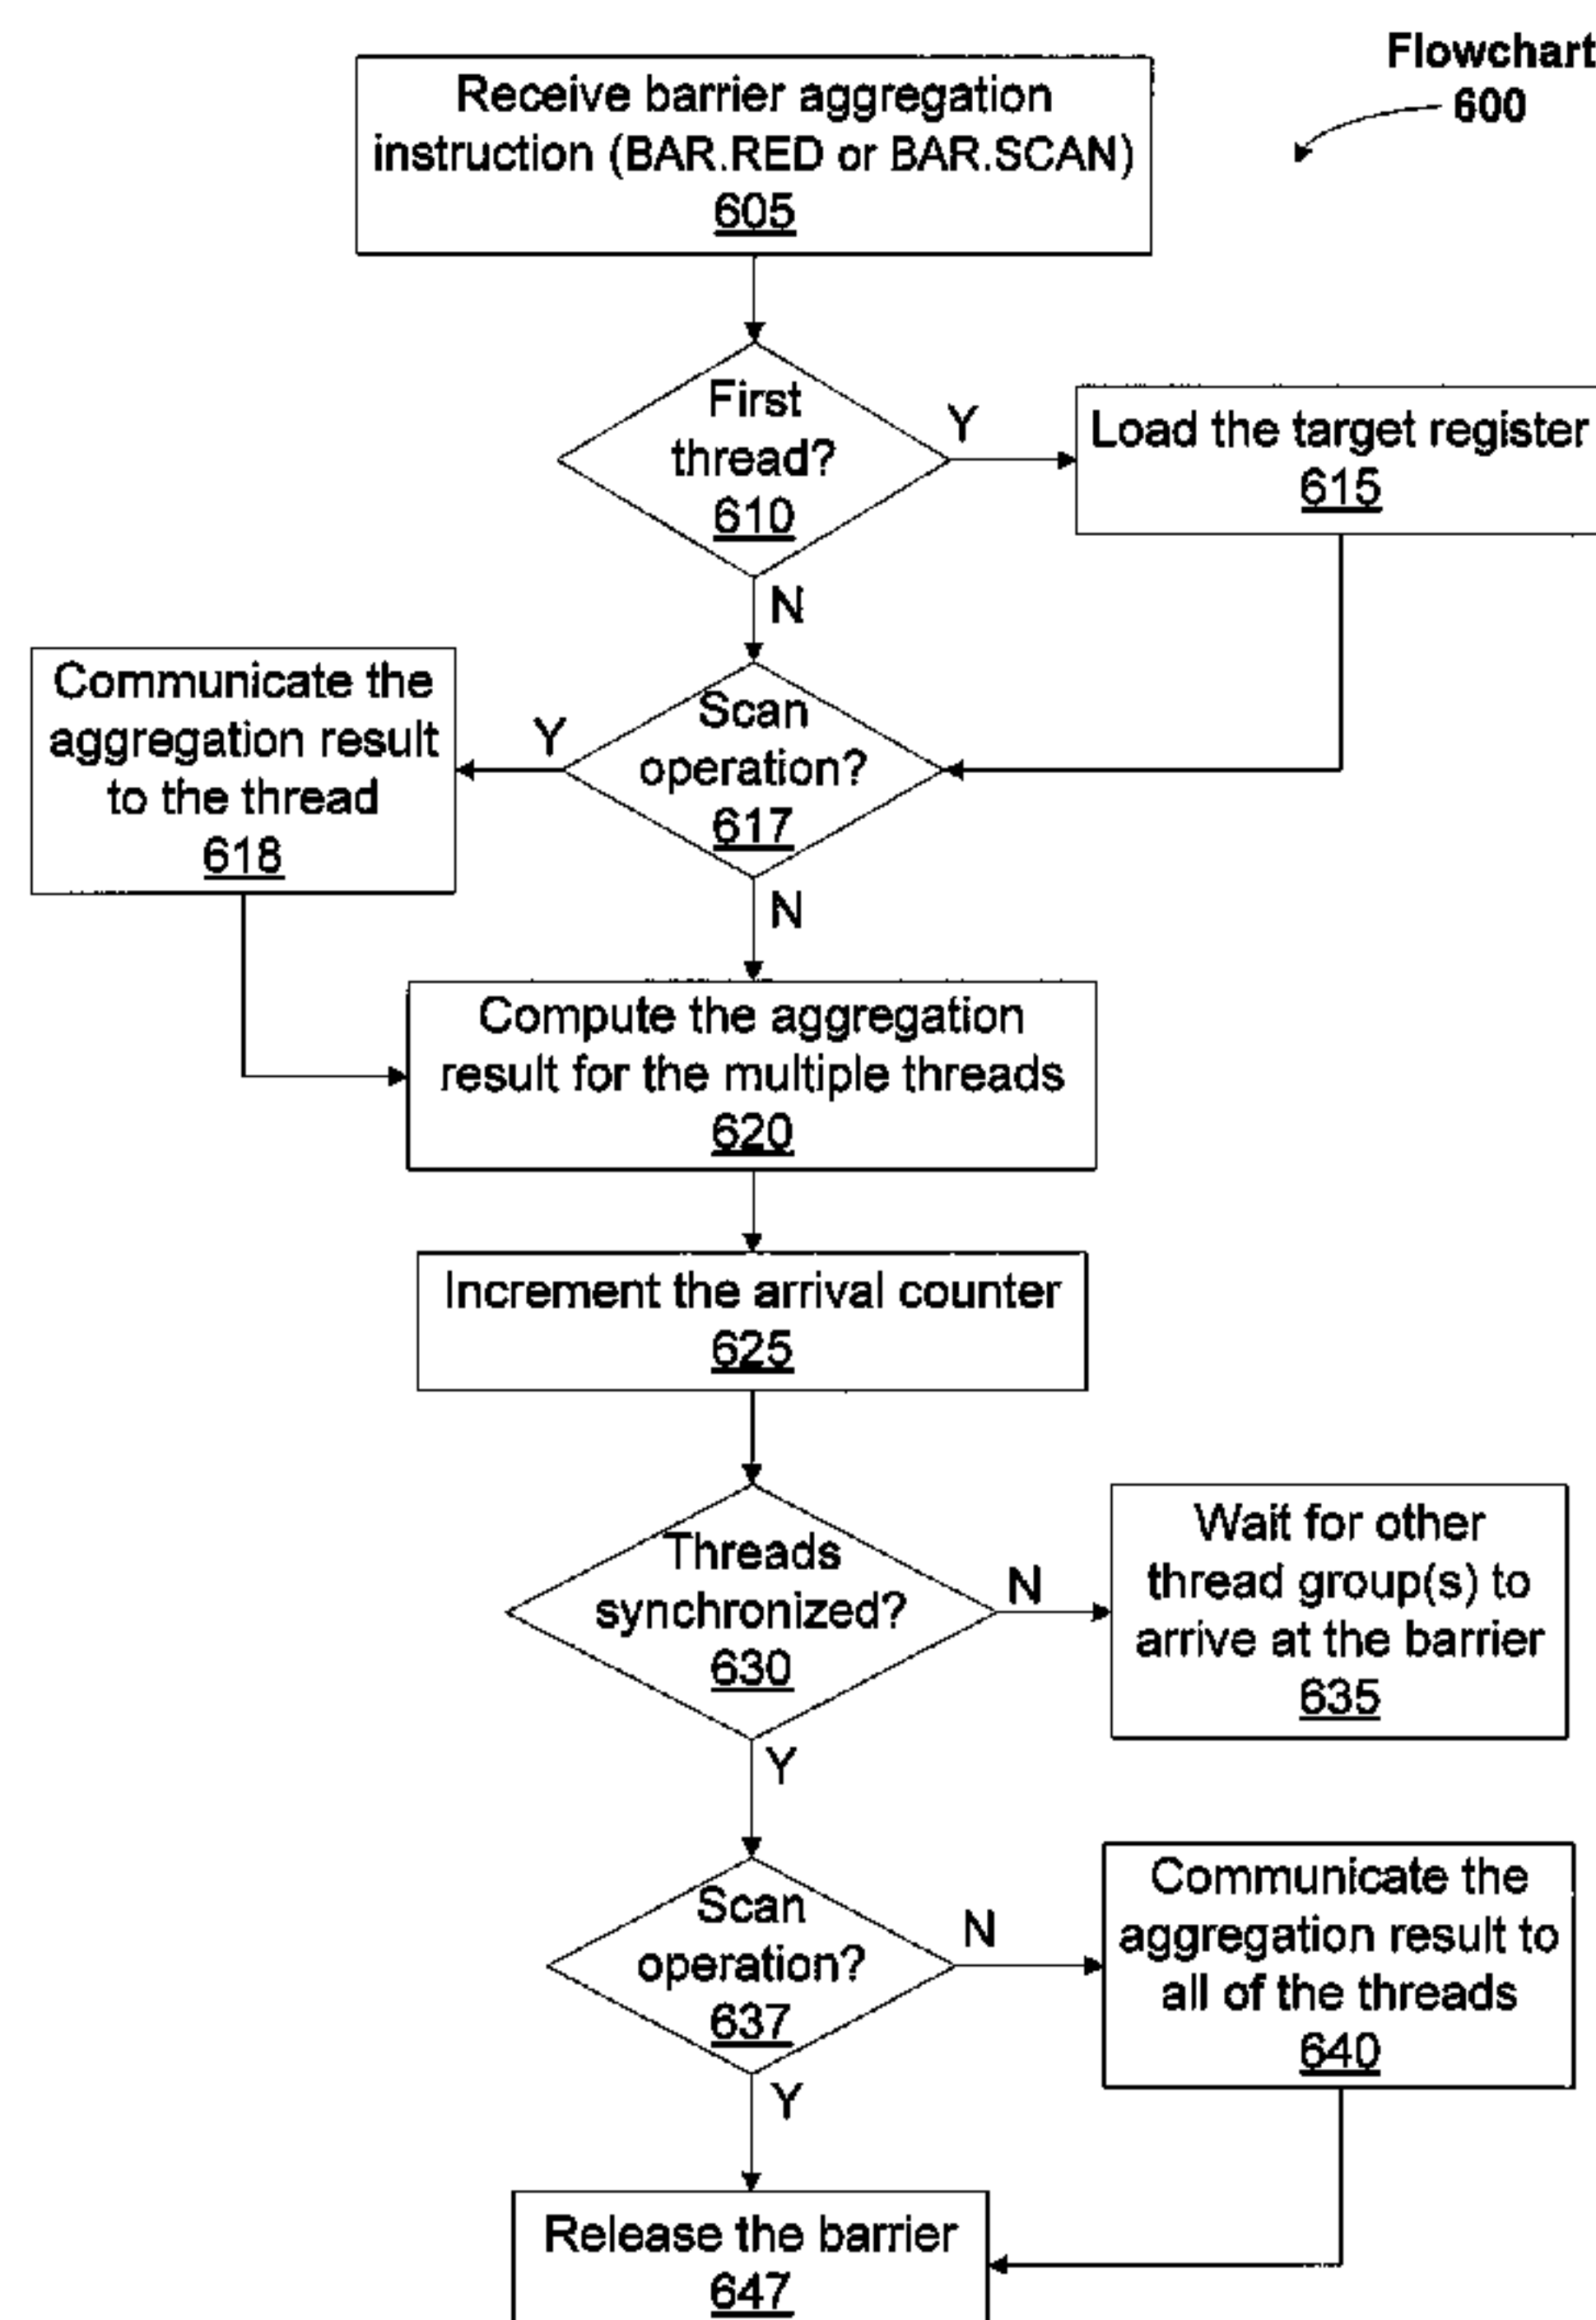 Flowchart
600
Receive barrier aggregation
instruction (BAR.RED or BAR.SCAN)
605
First
thread?
610
Y
Load the target register
615
N
Scan
operation?
617
Y
Communicate the
aggregation result
to the thread
618
N
Compute the aggregation
result for the multiple threads
620
Increment the arrival counter
625
Threads
synchronized?
630
N
Wait for other
thread group(s) to
arrive at the barrier
635
Y
Scan
operation?
637
N
Communicate the
aggregation result to
all of the threads
640
Y
Release the barrier
647